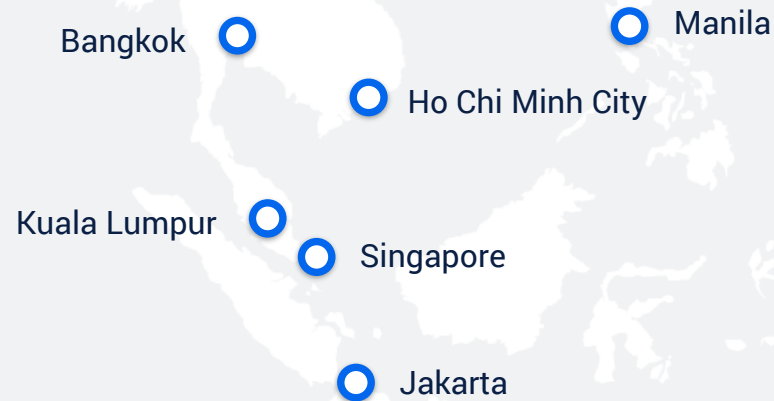 Manila
Bangkok
Ho Chi Minh City
Kuala Lumpur
Singapore
Jakarta